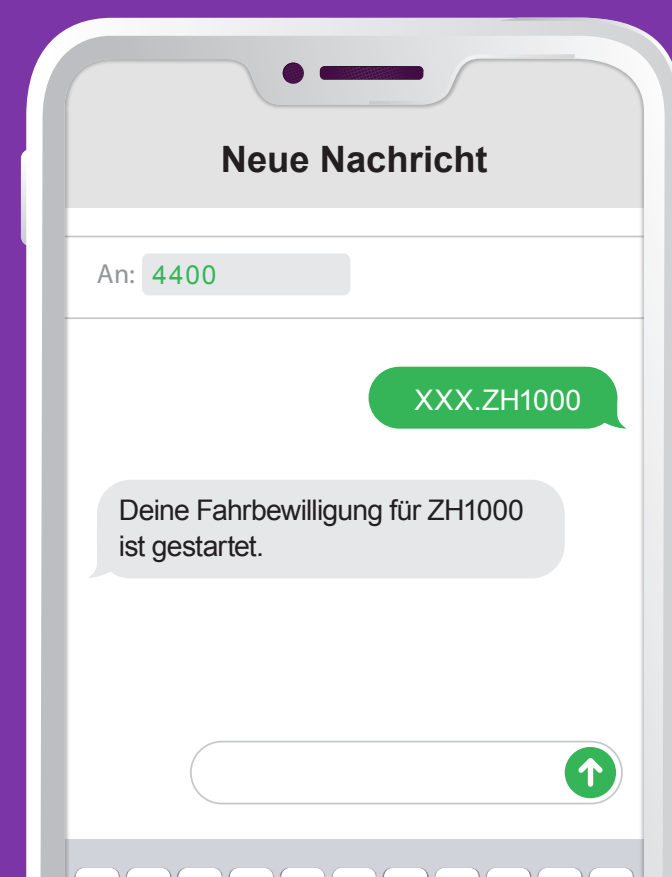 Neue Nachricht
An: 4400
XXX.ZH1000
Deine Fahrbewilligung für ZH1000
ist gestartet.